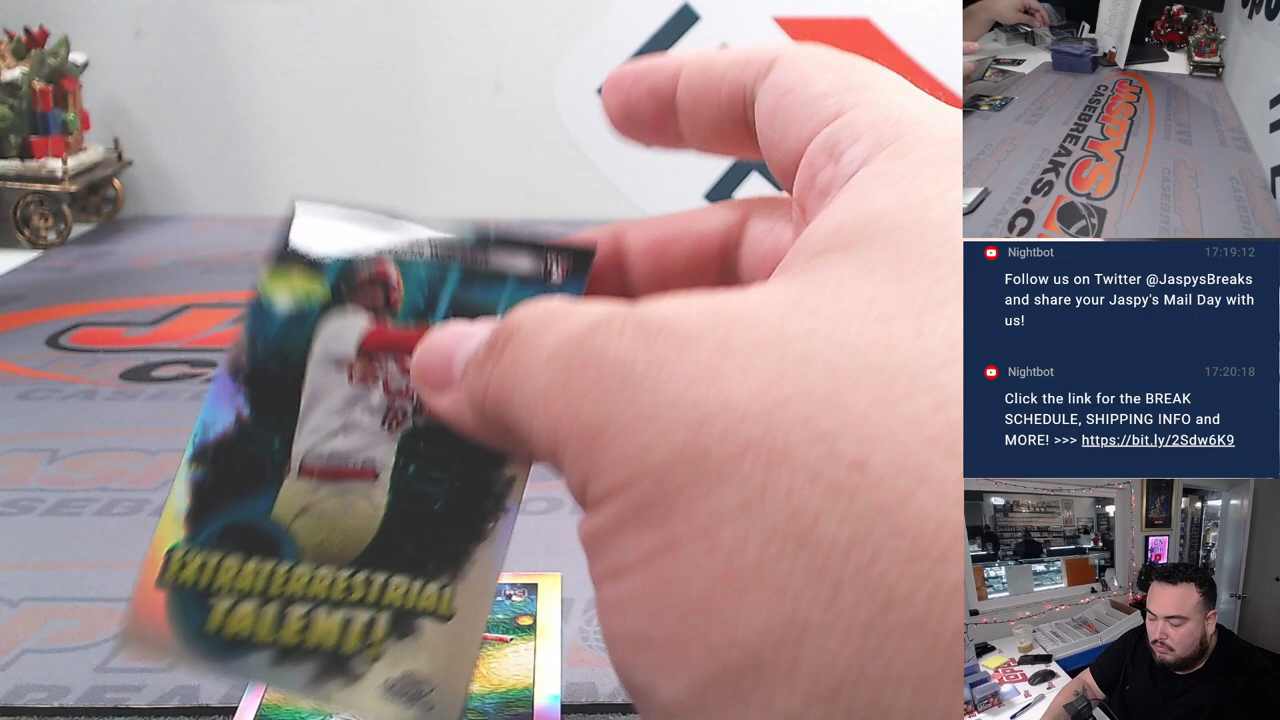 EXTRATERRESTRIAL
TALENT!
JASPYS
CASEBREAKS.C
Nightbot 17:19:12
Follow us on Twitter @JaspysBreaks
and share your Jaspy's Mail Day with
us!
Nightbot 17:20:18
Click the link for the BREAK
SCHEDULE, SHIPPING INFO and
MORE! >>> https://bit.ly/2Sdw6K9